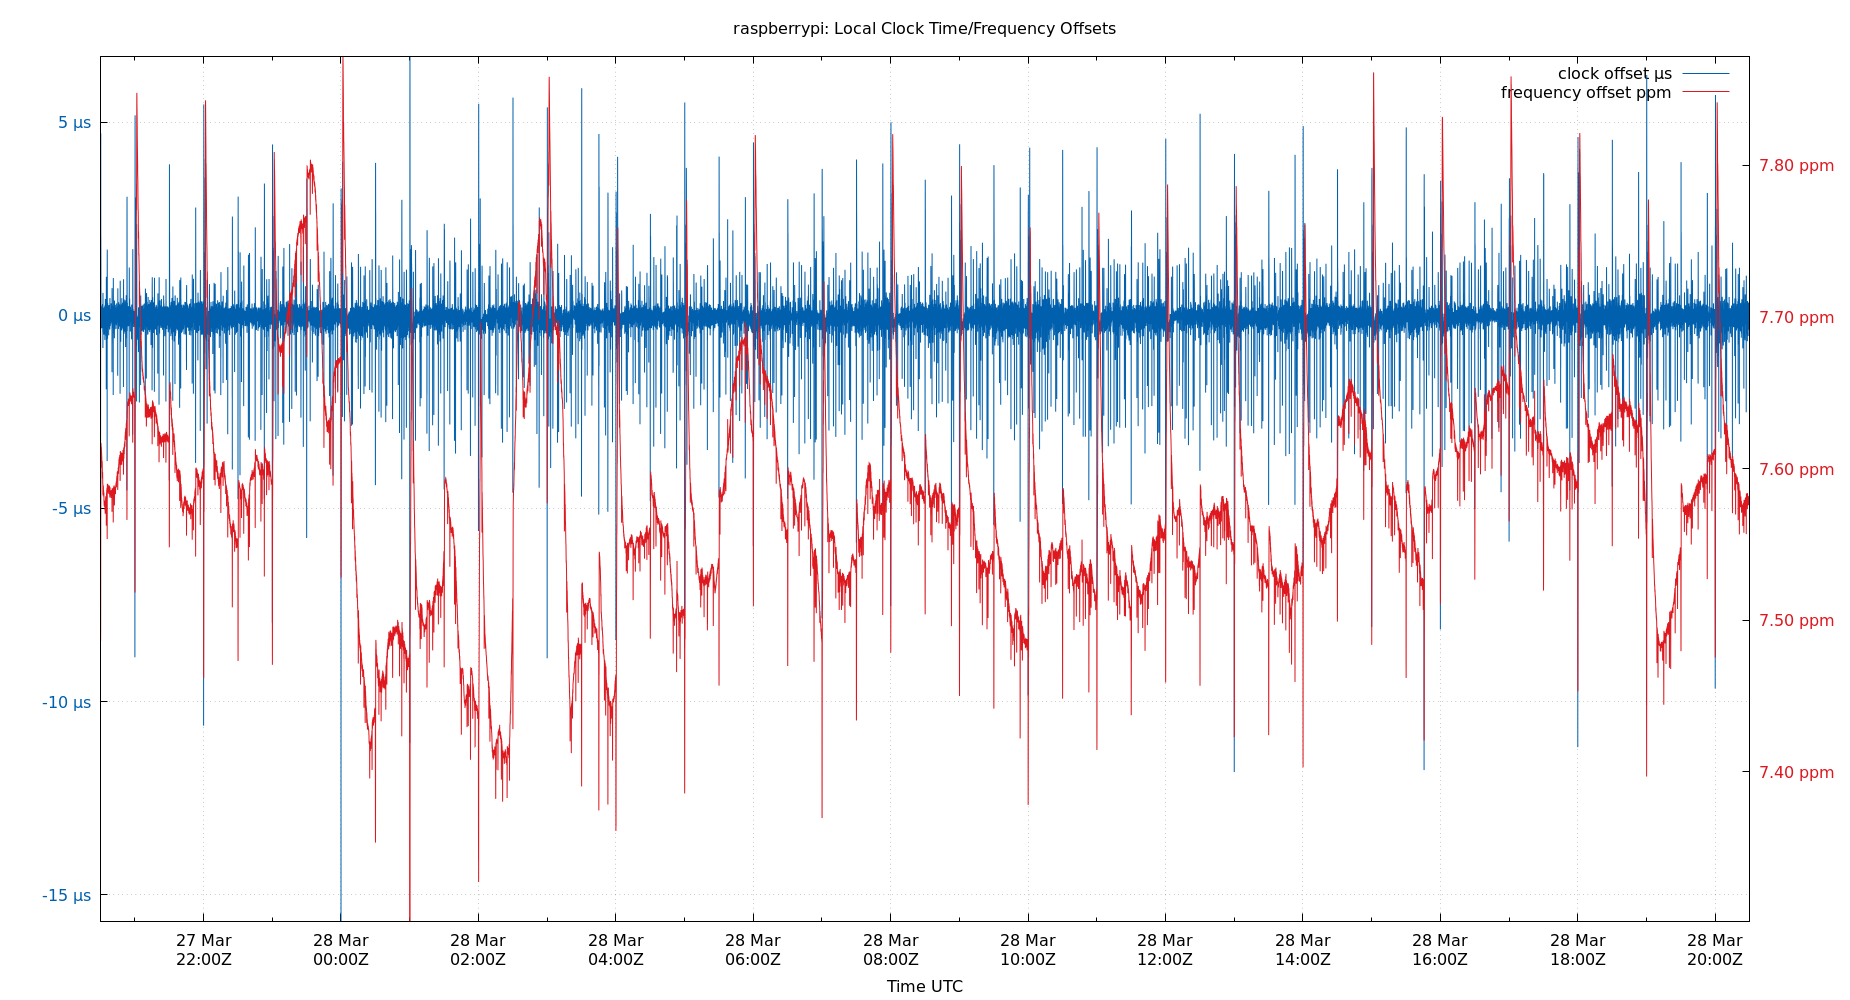 raspberrypi: Local Clock Time/Frequency Offsets
clock offset µs
frequency offset ppm
5 µs
0 µs
-5 µs
-10 µs
-15 µs
7.80 ppm
7.70 ppm
7.60 ppm
7.50 ppm
7.40 ppm
27 Mar 28 Mar 28 Mar 28 Mar 28 Mar 28 Mar 28 Mar 28 Mar 28 Mar 28 Mar 28 Mar 28 Mar
22:00Z 00:00Z 02:00Z 04:00Z 06:00Z 08:00Z 10:00Z 12:00Z 14:00Z 16:00Z 18:00Z 20:00Z
Time UTC